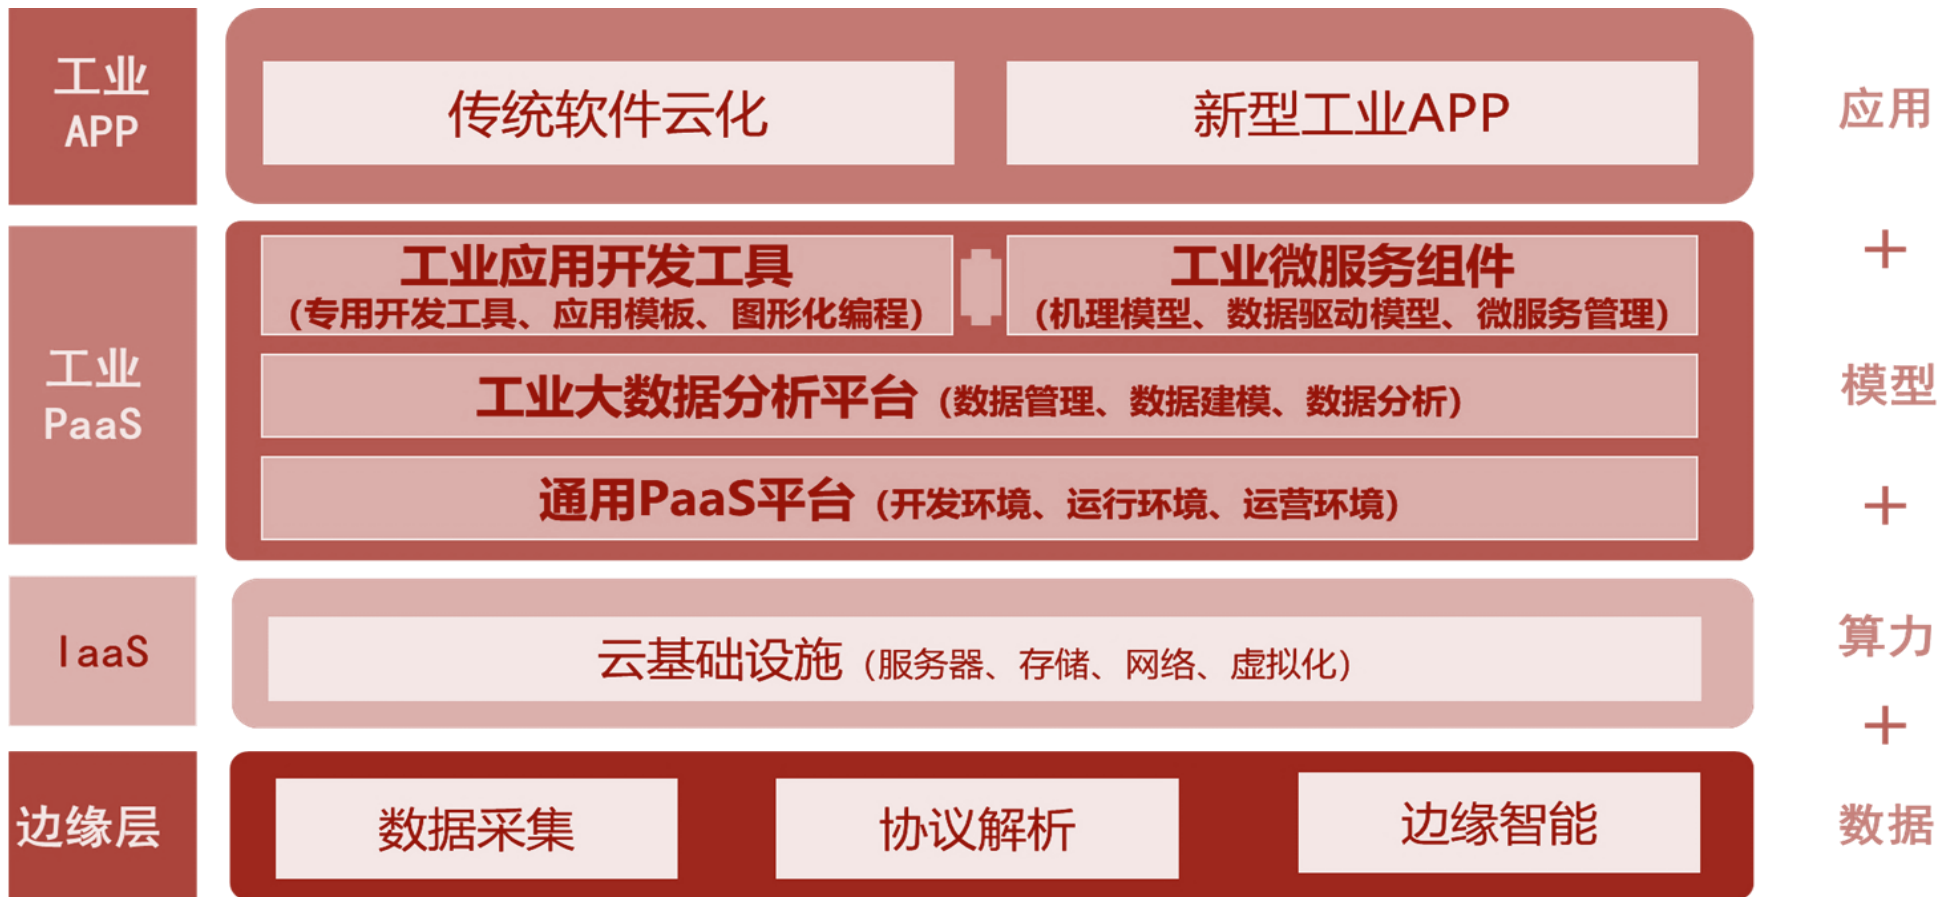 工业
APP
传统软件云化
新型工业APP
应用
+
工业
PaaS
工业应用开发工具
（专用开发工具、应用模板、图形化编程）
工业微服务组件
（机理模型、数据驱动模型、微服务管理）
工业大数据分析平台（数据管理、数据建模、数据分析）
通用PaaS平台（开发环境、运行环境、运营环境）
模型
+
IaaS
云基础设施（服务器、存储、网络、虚拟化）
算力
+
边缘层
数据采集
协议解析
边缘智能
数据